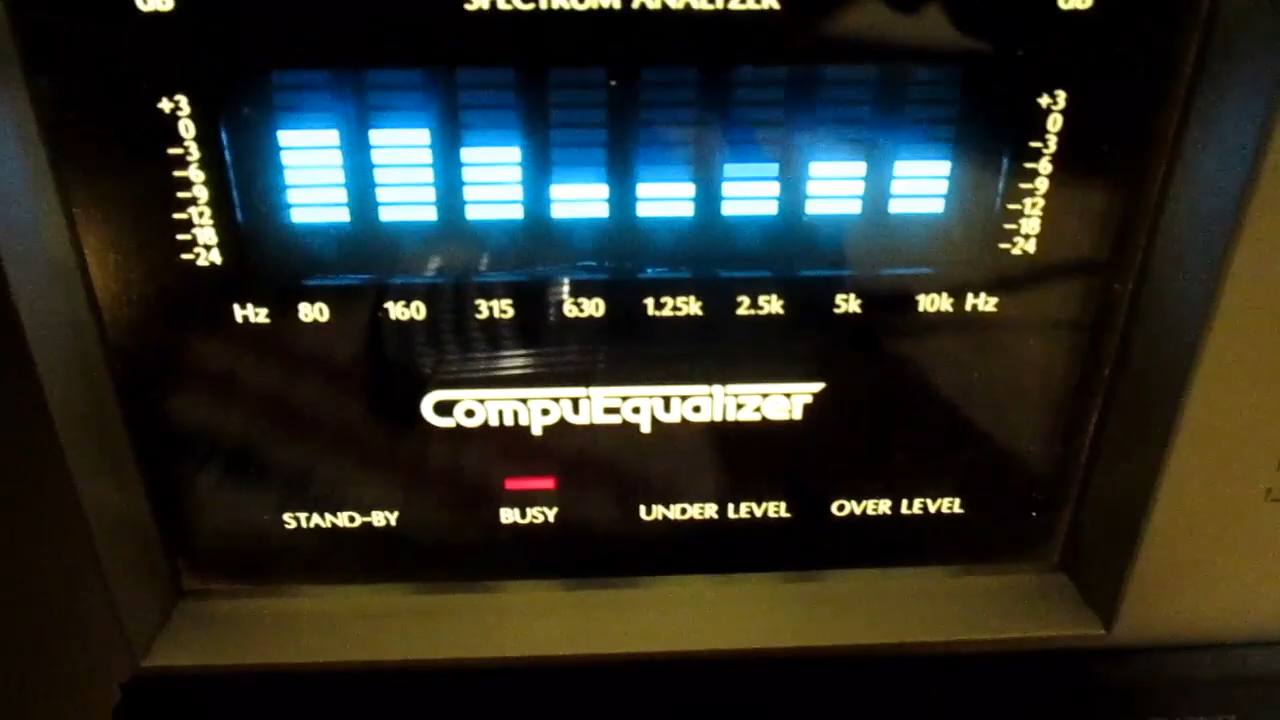 dB SPECTRUM ANALYZER dB
+3 +3
0 0
-3 -3
-6 -6
-9 -9
-12 -12
-18 -18
-24 -24
Hz 80 160 315 630 1.25k 2.5k 5k 10k Hz
CompuEqualizer
STAND-BY BUSY UNDER LEVEL OVER LEVEL